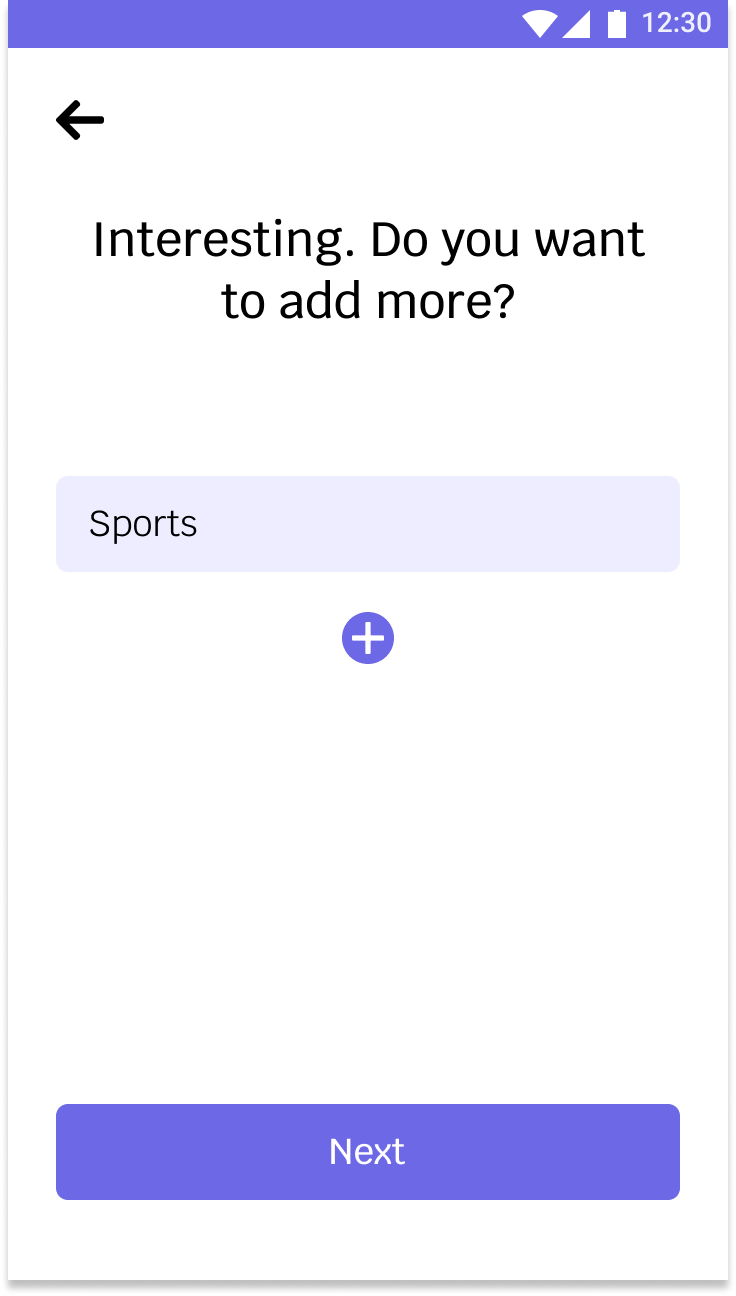 12:30
Interesting. Do you want
to add more?
Sports
Next